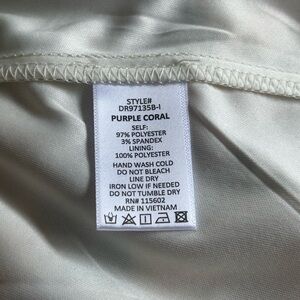 STYLE#
DR97135B-I
PURPLE CORAL
SELF:
97% POLYESTER
3% SPANDEX
LINING:
100% POLYESTER
HAND WASH COLD
DO NOT BLEACH
LINE DRY
IRON LOW IF NEEDED
DO NOT TUMBLE DRY
RN# 115602
MADE IN VIETNAM